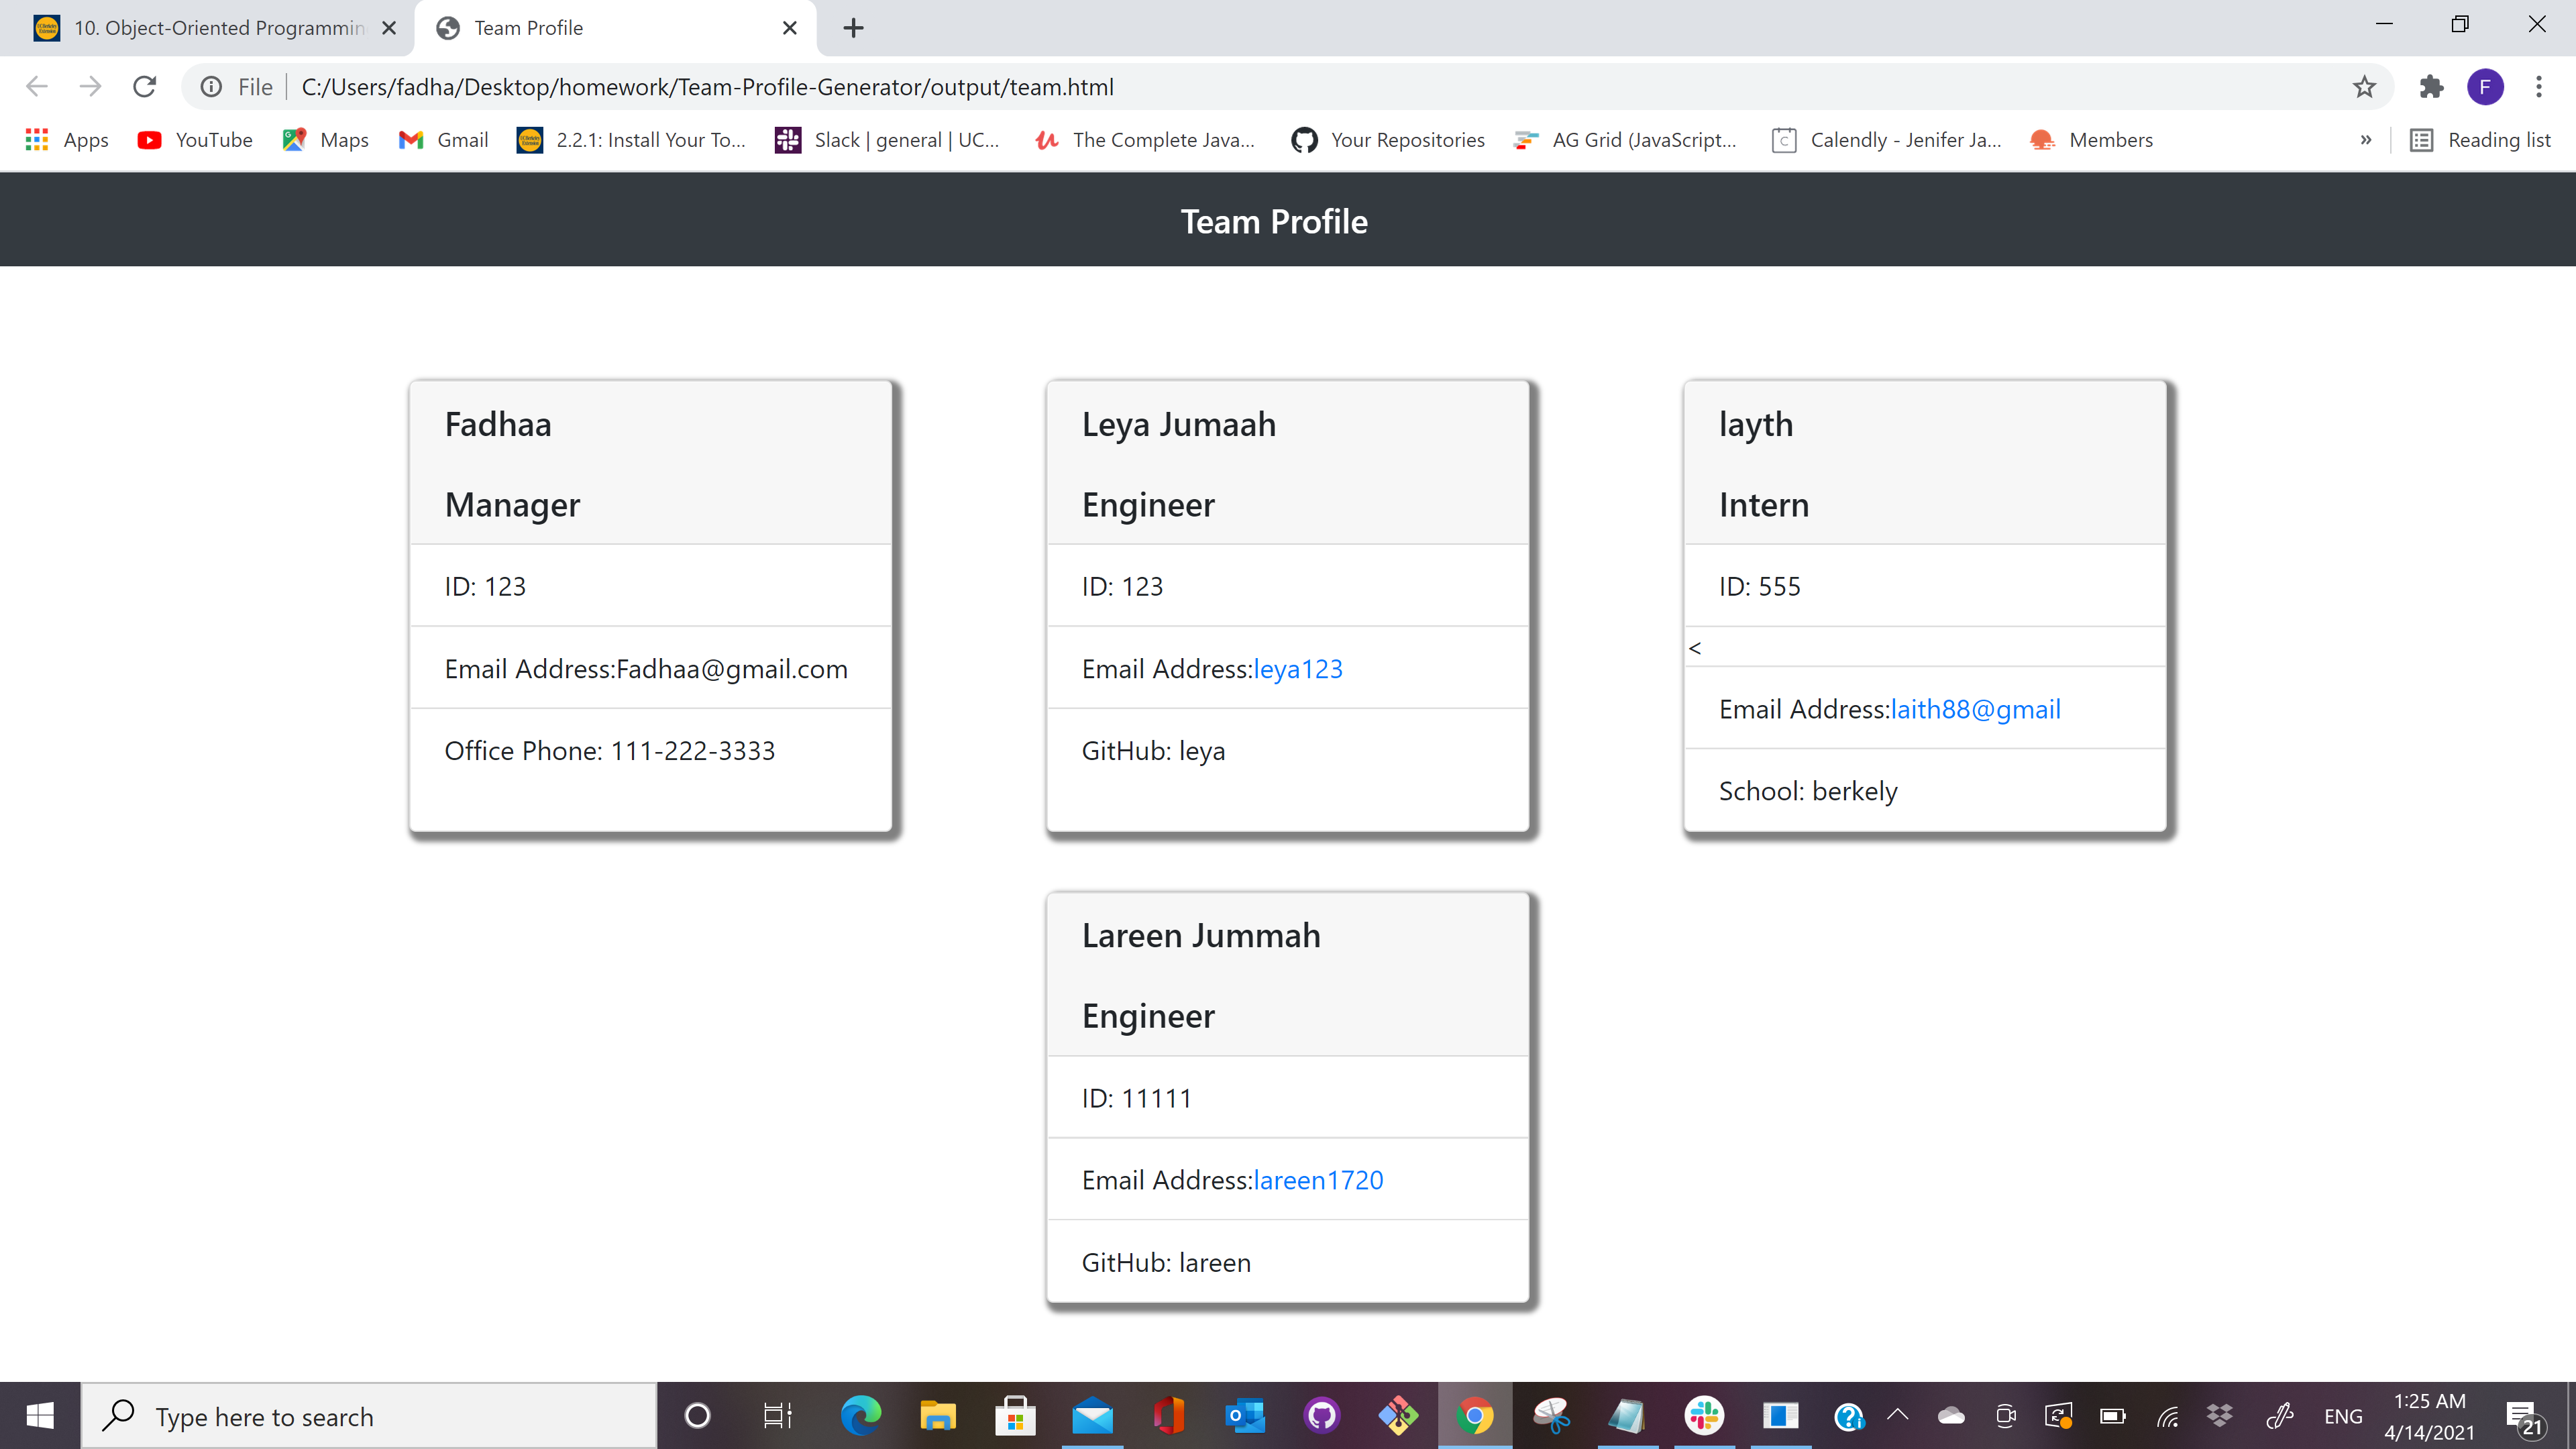 10. Object-Oriented Programmin
Team Profile
File
C:/Users/fadha/Desktop/homework/Team-Profile-Generator/output/team.html
F
Apps
YouTube
Maps
Gmail
2.2.1: Install Your To...
Slack | general | UC...
The Complete Java...
Your Repositories
AG Grid (JavaScript...
Calendly - Jenifer Ja...
Members
»
Reading list
Team Profile
Fadhaa
Manager
ID: 123
Email Address:Fadhaa@gmail.com
Office Phone: 111-222-3333
Leya Jumaah
Engineer
ID: 123
Email Address:leya123
GitHub: leya
layth
Intern
ID: 555
<
Email Address:laith88@gmail
School: berkely
Lareen Jummah
Engineer
ID: 11111
Email Address:lareen1720
GitHub: lareen
Type here to search
ENG
1:25 AM
4/14/2021
21